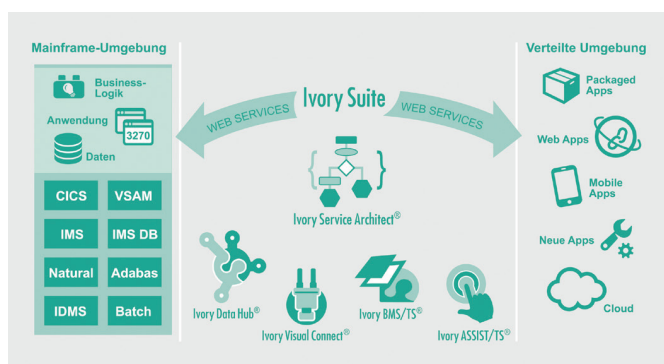 Mainframe-Umgebung
Business-
Logik
Anwendung
3270
Daten
CICS
VSAM
IMS
IMS DB
Natural
Adabas
IDMS
Batch
Ivory Suite
WEB SERVICES
WEB SERVICES
Ivory Service Architect®
Ivory Data Hub®
Ivory Visual Connect®
Ivory BMS/TS®
Ivory ASSIST/TS®
Verteilte Umgebung
Packaged
Apps
Web Apps
Mobile
Apps
Neue Apps
Cloud